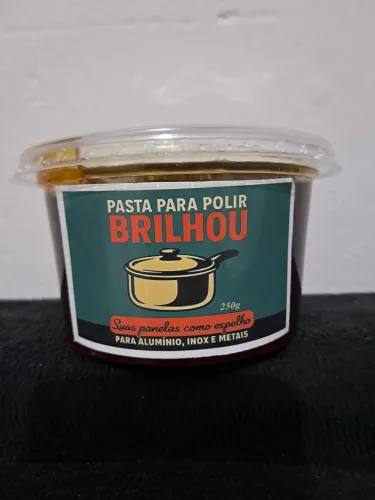 PASTA PARA POLIR
BRILHOU
250g
Suas panelas como espelho
PARA ALUMÍNIO, INOX E METAIS